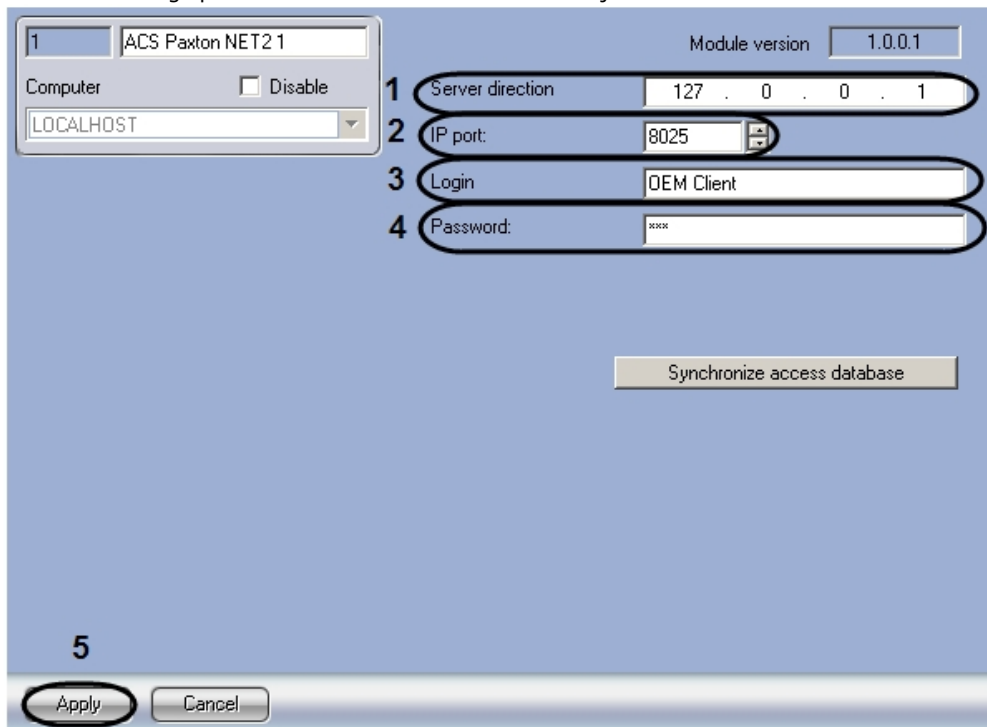 1 ACS Paxton NET2 1
Module version 1.0.0.1
Computer Disable
LOCALHOST
1 Server direction 127 . 0 . 0 . 1
2 IP port: 8025
3 Login OEM Client
4 Password: ***
Synchronize access database
5
Apply Cancel